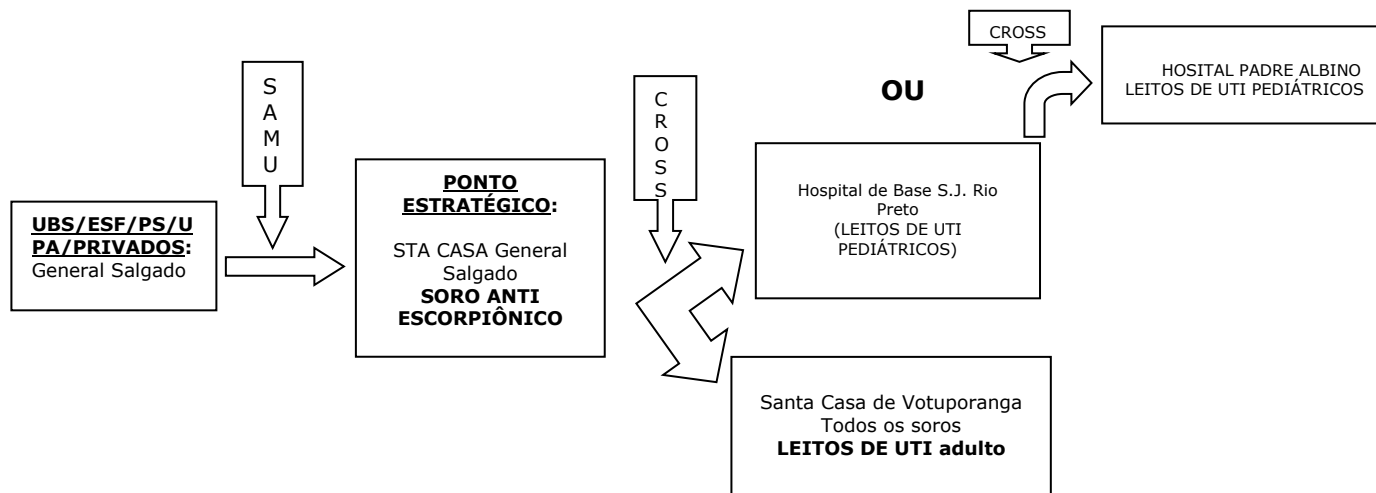 UBS/ESF/PS/U
PA/PRIVADOS:
General Salgado
S
A
M
U
PONTO
ESTRATÉGICO:
STA CASA General
Salgado
SORO ANTI
ESCORPIÔNICO
C
R
O
S
S
OU
Hospital de Base S.J. Rio
Preto
(LEITOS DE UTI
PEDIÁTRICOS)
CROSS
HOSITAL PADRE ALBINO
LEITOS DE UTI PEDIÁTRICOS
Santa Casa de Votuporanga
Todos os soros
LEITOS DE UTI adulto